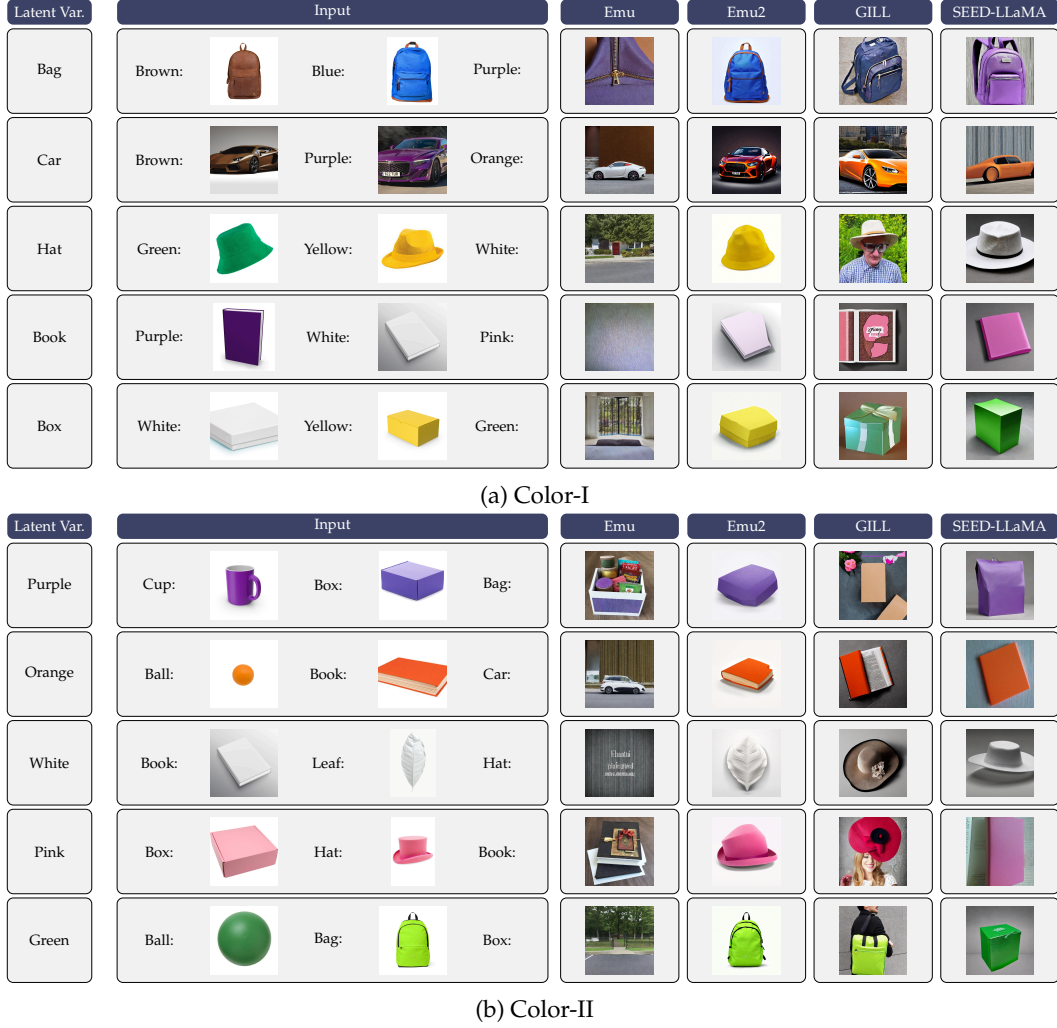 Latent Var. Input Emu Emu2 GILL SEED-LLaMA
Bag Brown: Blue: Purple:
Car Brown: Purple: Orange:
Hat Green: Yellow: White:
Book Purple: White: Pink:
Box White: Yellow: Green:
(a) Color-I
Latent Var. Input Emu Emu2 GILL SEED-LLaMA
Purple Cup: Box: Bag:
Orange Ball: Book: Car:
White Book: Leaf: Hat:
Pink Box: Hat: Book:
Green Ball: Bag: Box:
(b) Color-II